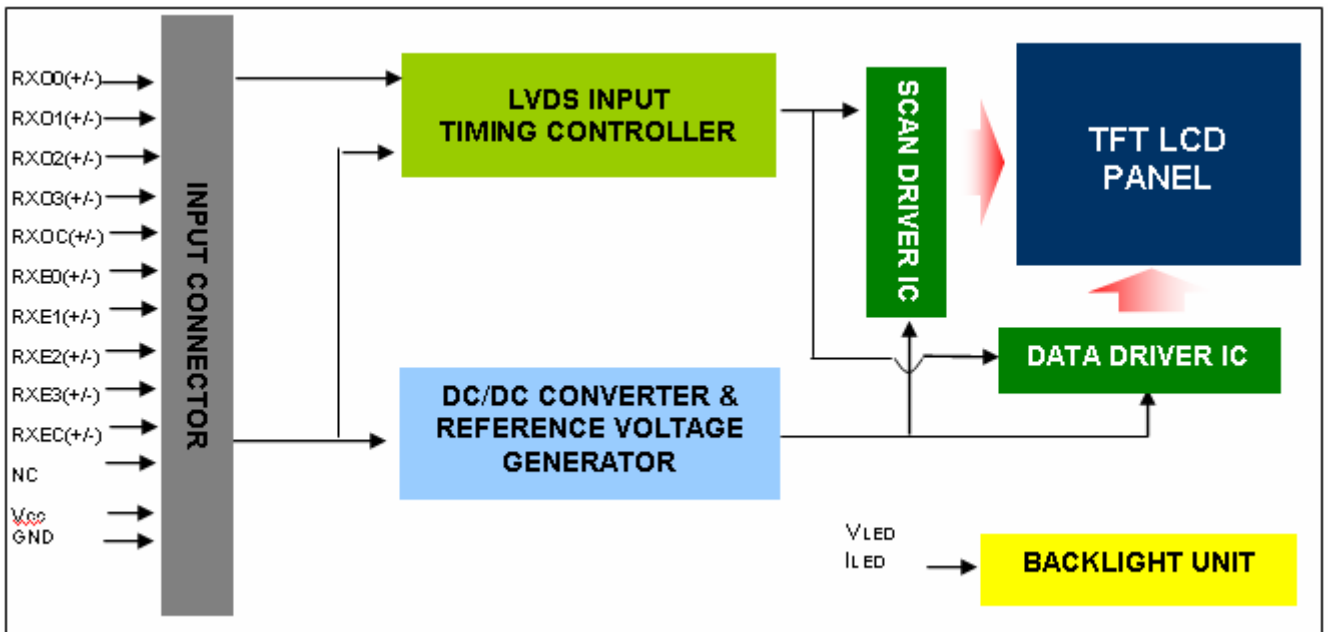 RXO0(+/-)
RXO1(+/-)
RXO2(+/-)
RXO3(+/-)
RXOC(+/-)
RXE0(+/-)
RXE1(+/-)
RXE2(+/-)
RXE3(+/-)
RXEC(+/-)
NC
Vcc
GND
INPUT CONNECTOR
LVDS INPUT
TIMING CONTROLLER
DC/DC CONVERTER &
REFERENCE VOLTAGE
GENERATOR
SCAN DRIVER IC
TFT LCD
PANEL
DATA DRIVER IC
VLED
ILED
BACKLIGHT UNIT